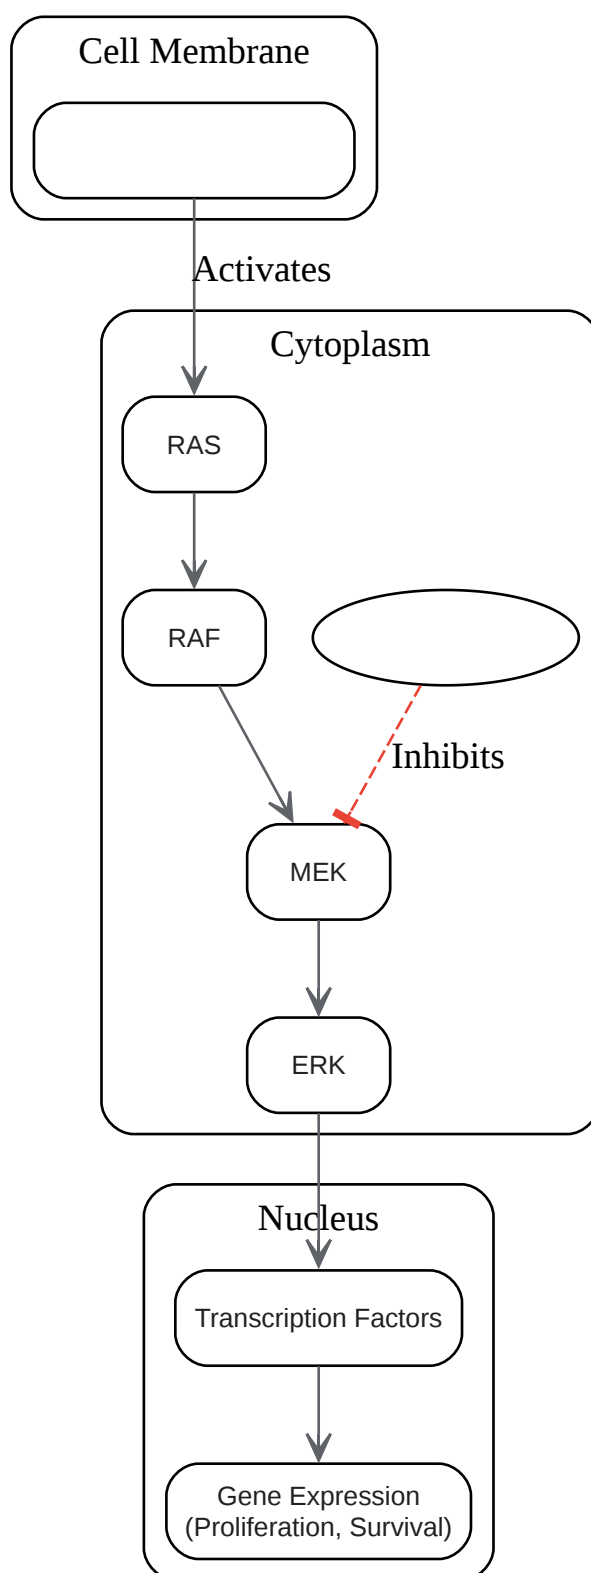 Cell Membrane
Activates
Cytoplasm
RAS
RAF
Inhibits
MEK
ERK
Nucleus
Transcription Factors
Gene Expression
(Proliferation, Survival)